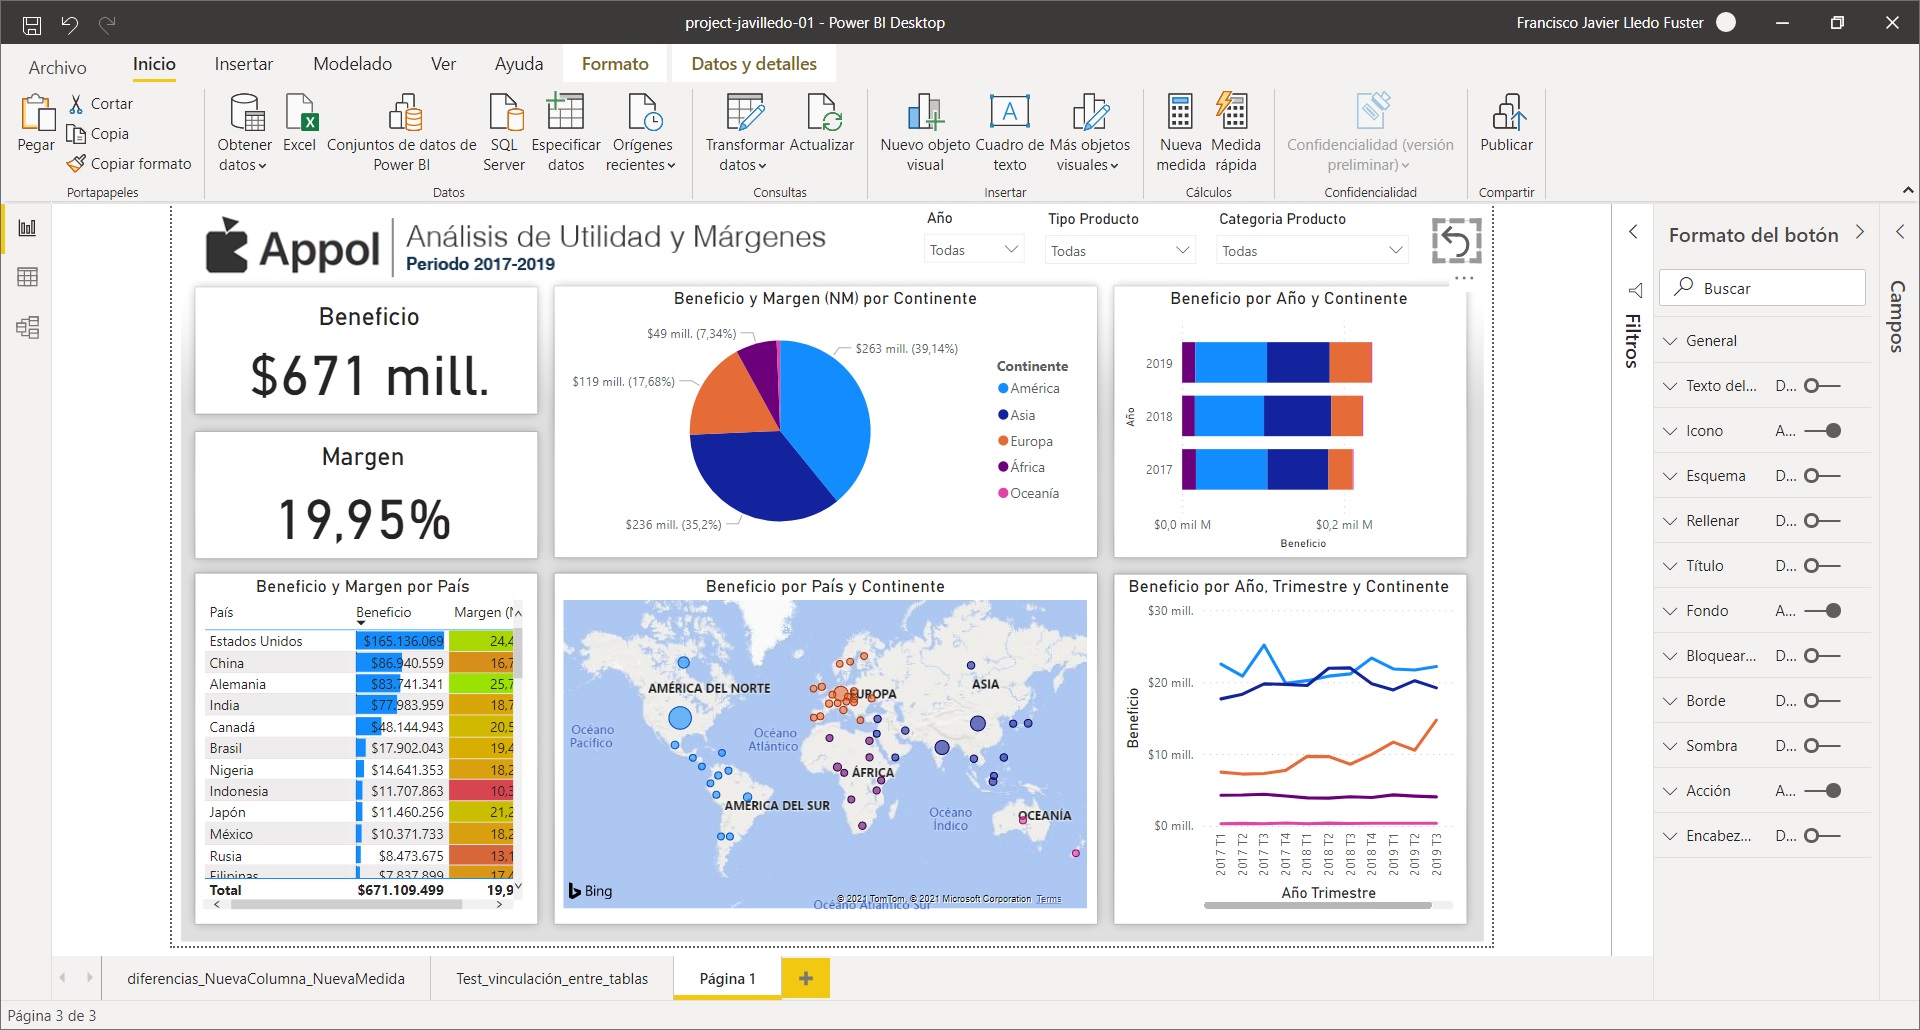 project-javilledo-01 - Power BI Desktop
Francisco Javier Lledo Fuster
Archivo
Inicio
Insertar
Modelado
Ver
Ayuda
Formato
Datos y detalles
Pegar
Cortar
Copia
Copiar formato
Portapapeles
Obtener datos
Excel
Conjuntos de datos de Power BI
SQL Server
Especificar datos
Orígenes recientes
Datos
Transformar datos
Actualizar
Consultas
Nuevo objeto visual
Cuadro de texto
Más objetos visuales
Insertar
Nueva medida
Medida rápida
Cálculos
Confidencialidad (versión preliminar)
Confidencialidad
Publicar
Compartir
Appol
Análisis de Utilidad y Márgenes
Periodo 2017-2019
Año
Todas
Tipo Producto
Todas
Categoria Producto
Todas
Beneficio
$671 mill.
Margen
19,95%
Beneficio y Margen (NM) por Continente
$49 mill. (7,34%)
$263 mill. (39,14%)
$119 mill. (17,68%)
$236 mill. (35,2%)
Continente
América
Asia
Europa
África
Oceanía
Beneficio por Año y Continente
Año
2019
2018
2017
$0,0 mil M
$0,2 mil M
Beneficio
Beneficio y Margen por País
País Beneficio Margen (N
Estados Unidos $165.136.069 24,4
China $86.940.559 16,7
Alemania $83.741.341 25,7
India $77.983.959 18,7
Canadá $48.144.943 20,5
Brasil $17.902.043 19,4
Nigeria $14.641.353 18,2
Indonesia $11.707.863 10,3
Japón $11.460.256 21,2
México $10.371.733 18,2
Rusia $8.473.675 13,1
Filipinas $7.837.899 17,4
Total $671.109.499 19,9
Beneficio por País y Continente
AMÉRICA DEL NORTE
EUROPA
ASIA
Océano Pacífico
Océano Atlántico
ÁFRICA
AMÉRICA DEL SUR
Océano Índico
OCEANÍA
Océano Atlántico Sur
Bing
© 2021 TomTom, © 2021 Microsoft Corporation Terms
Beneficio por Año, Trimestre y Continente
Beneficio
$30 mill.
$20 mill.
$10 mill.
$0 mill.
2017 T1
2017 T2
2017 T3
2017 T4
2018 T1
2018 T2
2018 T3
2018 T4
2019 T1
2019 T2
2019 T3
Año Trimestre
Filtros
Formato del botón
Buscar
General
Texto del... D...
Icono A...
Esquema D...
Rellenar D...
Título D...
Fondo A...
Bloquear... D...
Borde D...
Sombra D...
Acción A...
Encabez... D...
Campos
diferencias_NuevaColumna_NuevaMedida
Test_vinculación_entre_tablas
Página 1
Página 3 de 3